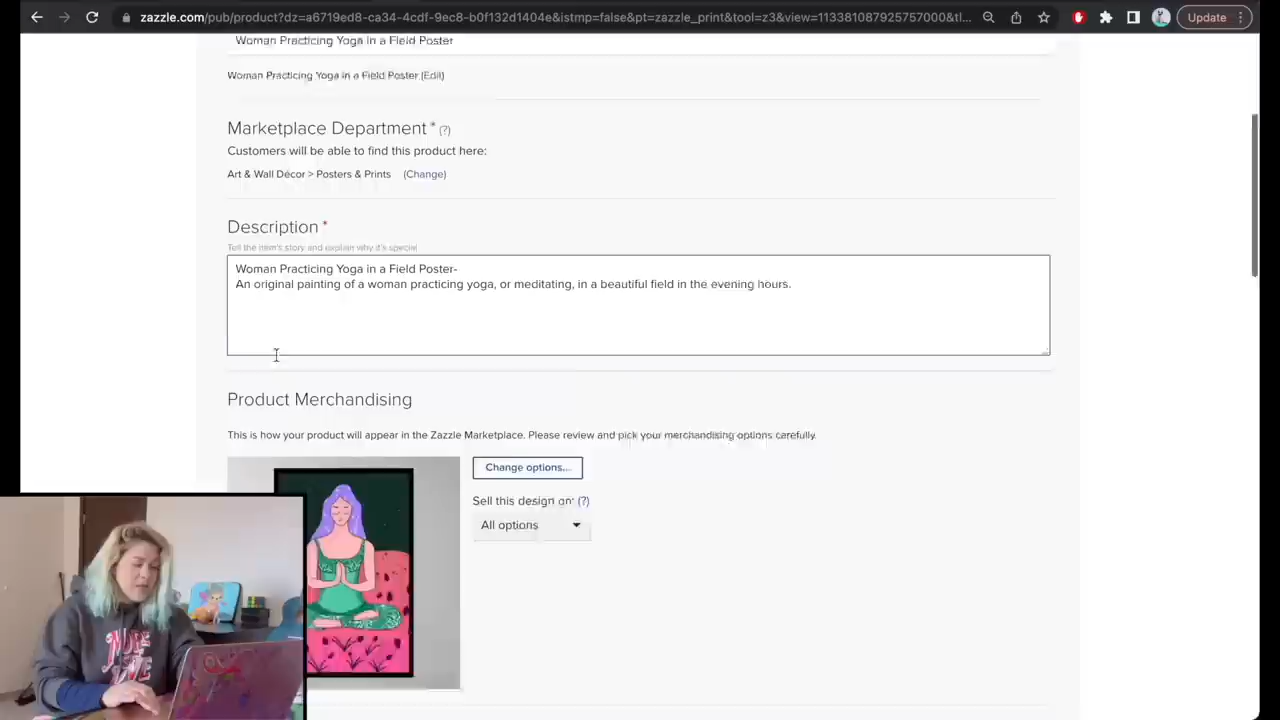 zazzle.com/pub/product?dz=a6719ed8-ca34-4cdf-9ec8-b0f132d1404e&istmp=false&pt=zazzle_print&tool=z3&view=113381087925757000&tl...
Update
Woman Practicing Yoga in a Field Poster
Woman Practicing Yoga in a Field Poster (Edit)
Marketplace Department * (?)
Customers will be able to find this product here:
Art & Wall Décor > Posters & Prints (Change)
Description *
Tell the item's story and explain why it's special
Woman Practicing Yoga in a Field Poster-
An original painting of a woman practicing yoga, or meditating, in a beautiful field in the evening hours.
Product Merchandising
This is how your product will appear in the Zazzle Marketplace. Please review and pick your merchandising options carefully.
Change options...
Sell this design on: (?)
All options